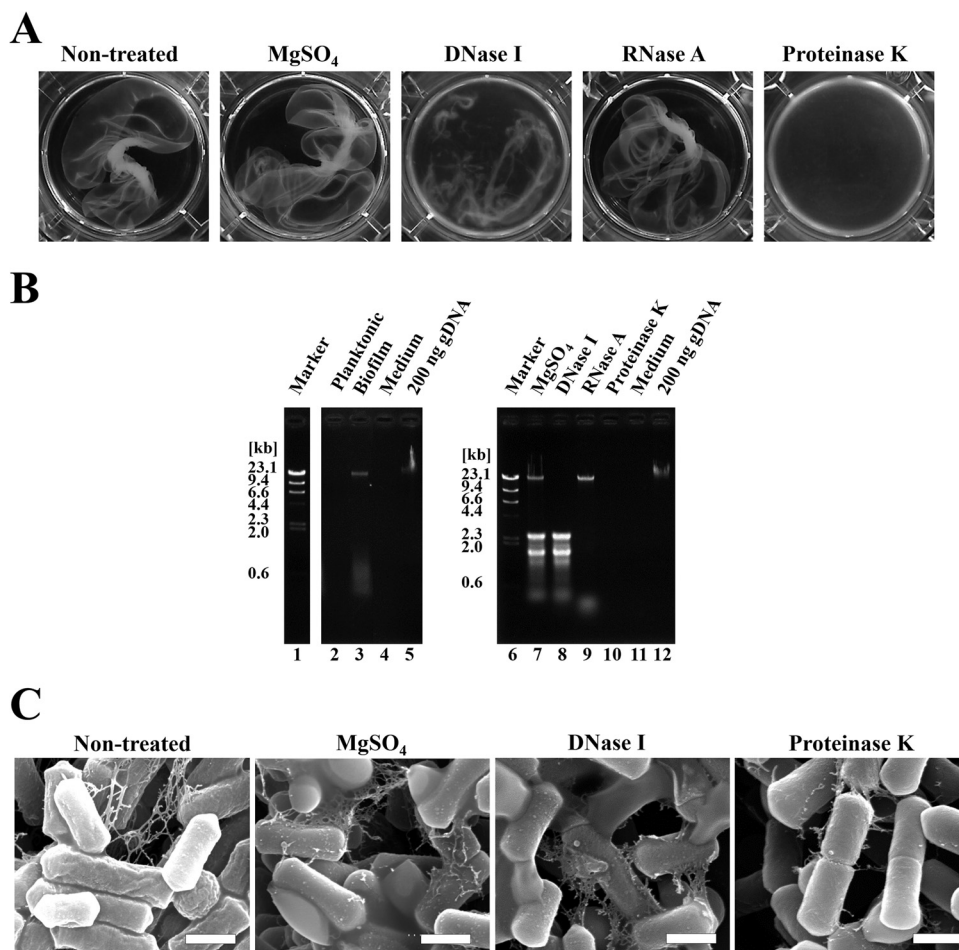 A
Non-treated MgSO₄ DNase I RNase A Proteinase K
B
Marker Planktonic Biofilm Medium 200 ng gDNA
[kb]
23.1
9.4
6.6
4.4
2.3
2.0
0.6
1 2 3 4 5
Marker MgSO₄ DNase I RNase A Proteinase K Medium 200 ng gDNA
[kb]
23.1
9.4
6.6
4.4
2.3
2.0
0.6
6 7 8 9 10 11 12
C
Non-treated MgSO₄ DNase I Proteinase K